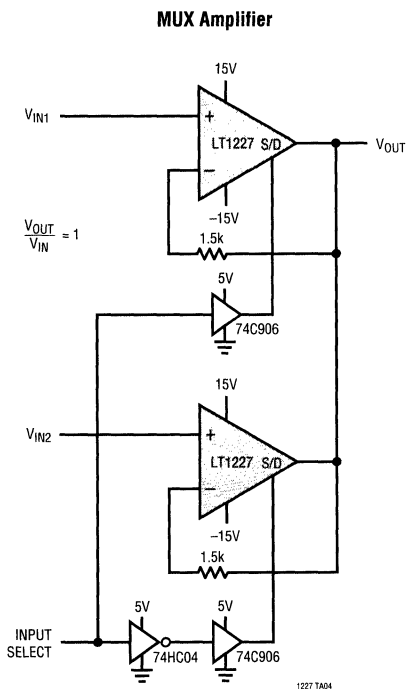 MUX Amplifier
15V
V_IN1
+
LT1227 S/D
V_OUT
−
−15V
V_OUT
V_IN
= 1
1.5k
5V
74C906
15V
V_IN2
+
LT1227 S/D
−
−15V
1.5k
5V
5V
INPUT
SELECT
74HC04
74C906
1227 TA04